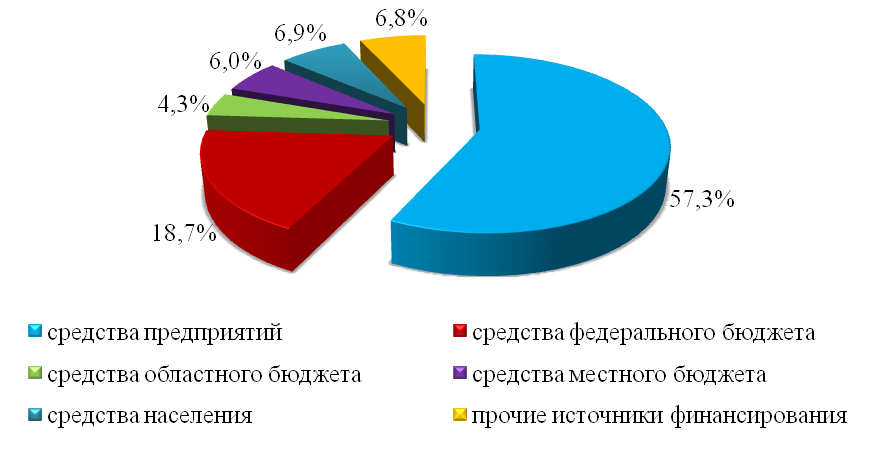 6,8%
6,9%
6,0%
4,3%
57,3%
18,7%
средства предприятий
средства федерального бюджета
средства областного бюджета
средства местного бюджета
средства населения
прочие источники финансирования